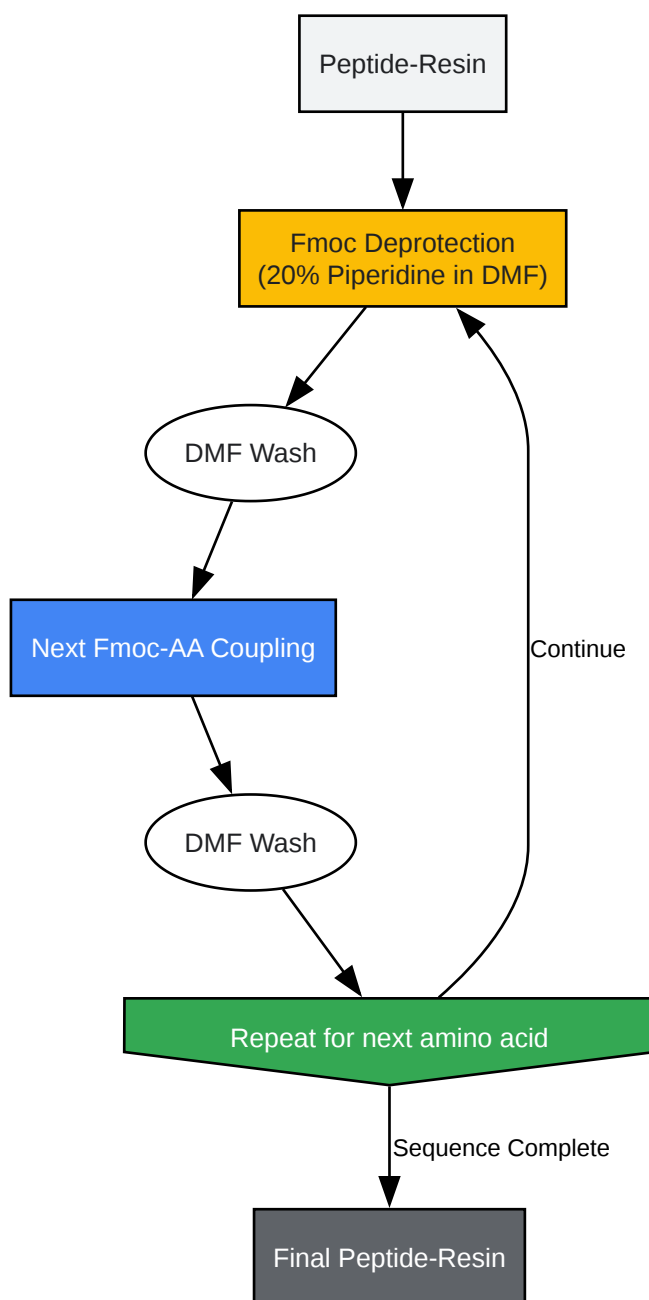 Peptide-Resin
Fmoc Deprotection
(20% Piperidine in DMF)
DMF Wash
Next Fmoc-AA Coupling
Continue
DMF Wash
Repeat for next amino acid
Sequence Complete
Final Peptide-Resin